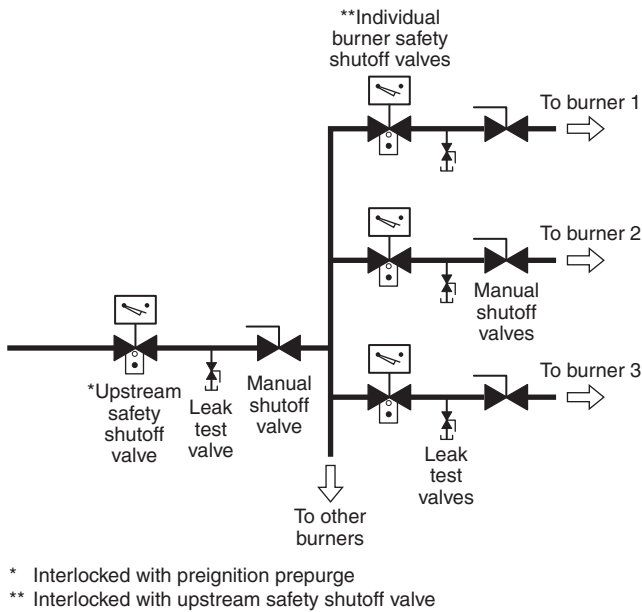 **Individual
burner safety
shutoff valves
To burner 1
To burner 2
Manual
shutoff
valves
To burner 3
*Upstream
safety
shutoff
valve
Leak
test
valve
Manual
shutoff
valve
Leak
test
valves
To other
burners
* Interlocked with preignition prepurge
** Interlocked with upstream safety shutoff valve